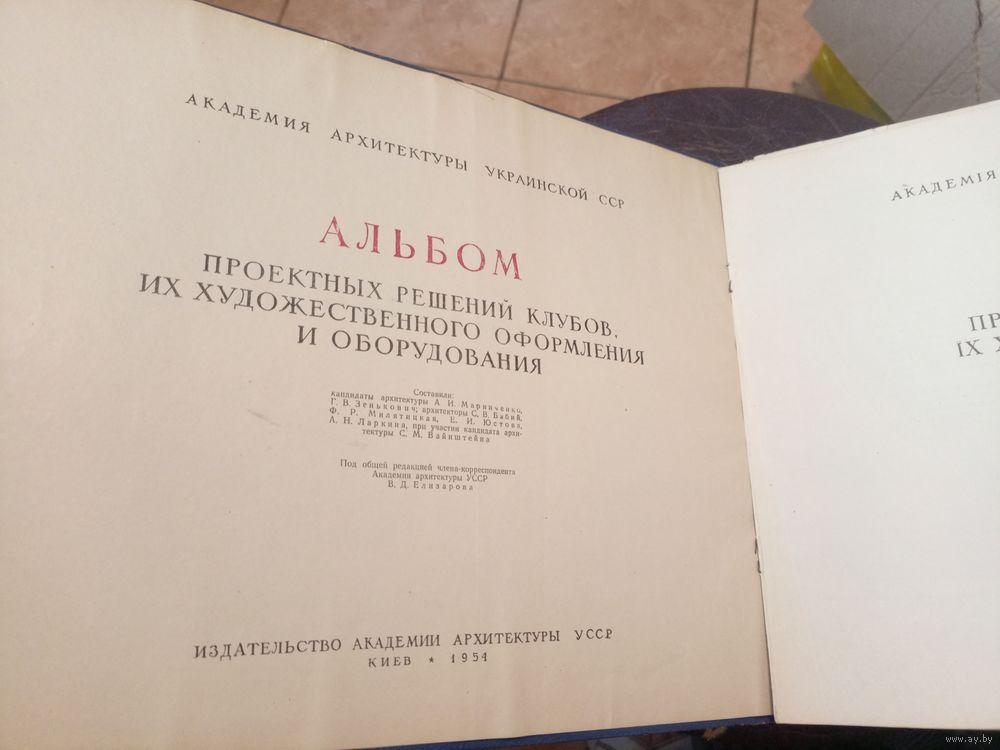 АКАДЕМИЯ АРХИТЕКТУРЫ УКРАИНСКОЙ ССР
АЛЬБОМ
ПРОЕКТНЫХ РЕШЕНИЙ КЛУБОВ,
ИХ ХУДОЖЕСТВЕННОГО ОФОРМЛЕНИЯ
И ОБОРУДОВАНИЯ
Составили:
кандидаты архитектуры А. И. Маринченко,
Г. В. Зенькович; архитекторы С. В. Бабий,
Ф. Р. Милятицкая, Е. И. Юстова,
А. Н. Ларкина, при участии кандидата архи-
тектуры С. М. Вайнштейна
Под общей редакцией члена-корреспондента
Академии архитектуры УССР
В. Д. Елизарова
ИЗДАТЕЛЬСТВО АКАДЕМИИ АРХИТЕКТУРЫ УССР
КИЕВ * 1954
АКАДЕМІЯ
ПР
ІХ Х
www.ay.by